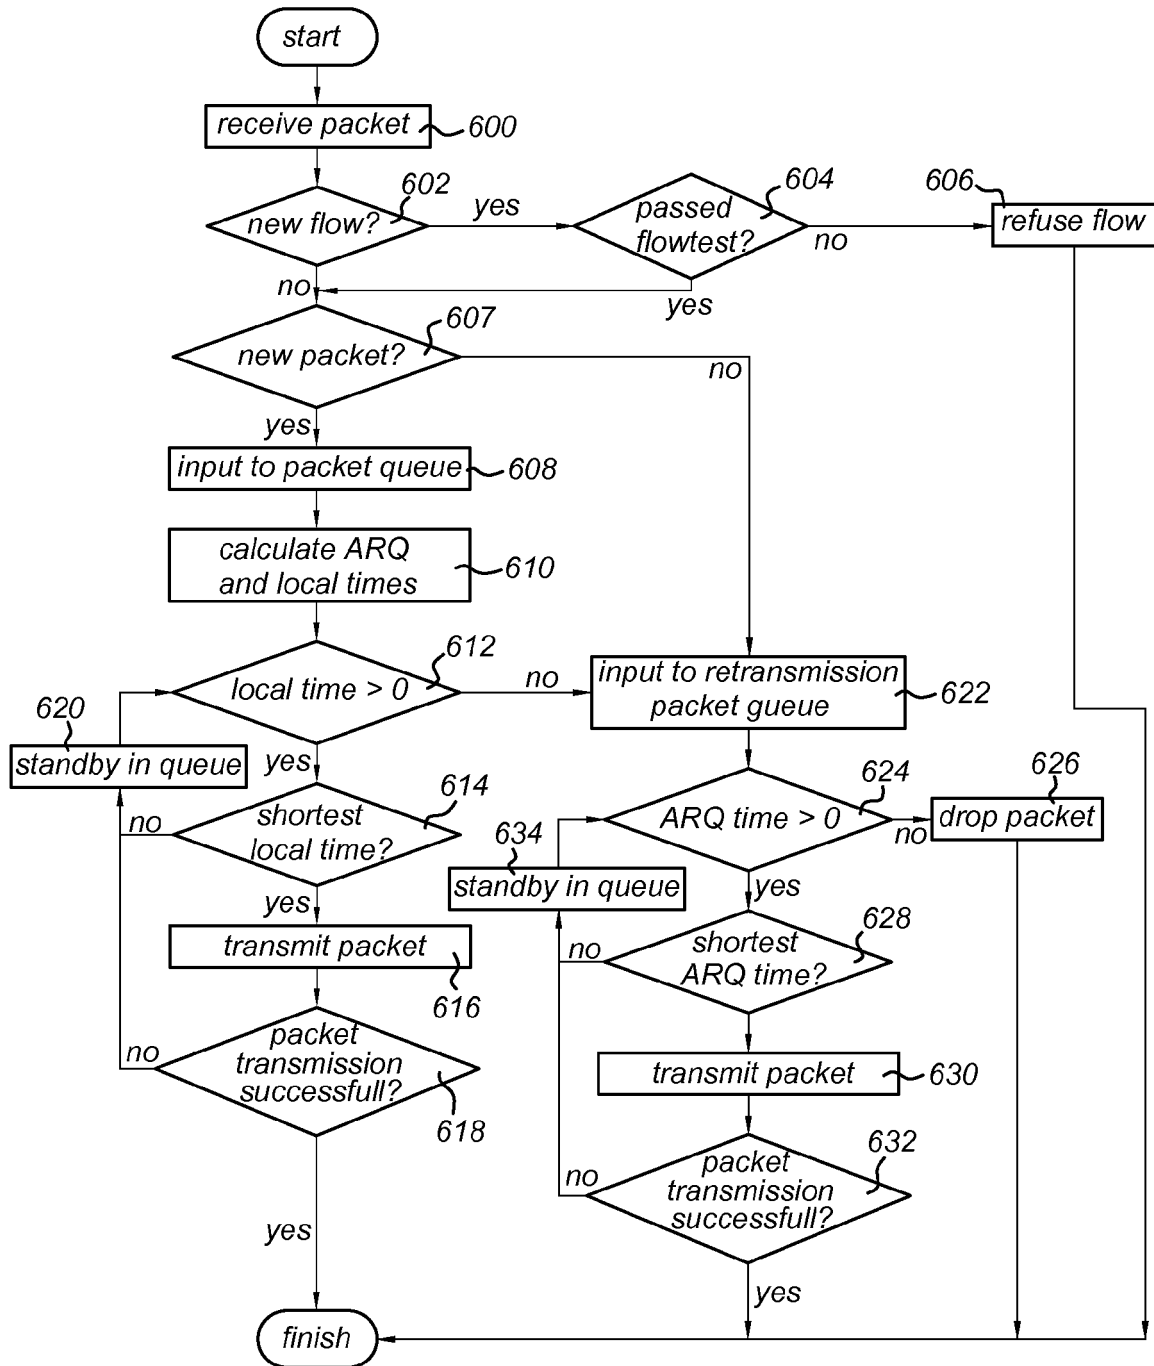 start
receive packet
600
new flow?
602
yes
passed
flowtest?
604
no
606
refuse flow
no
yes
new packet?
607
no
yes
input to packet queue
608
calculate ARQ
and local times
610
local time > 0
612
no
input to retransmission
packet gueue
622
620
standby in queue
yes
shortest
local time?
614
no
yes
transmit packet
616
packet
transmission
successfull?
618
no
yes
ARQ time > 0
624
no
626
drop packet
634
standby in queue
yes
shortest
ARQ time?
628
no
transmit packet
630
packet
transmission
successfull?
632
no
yes
finish